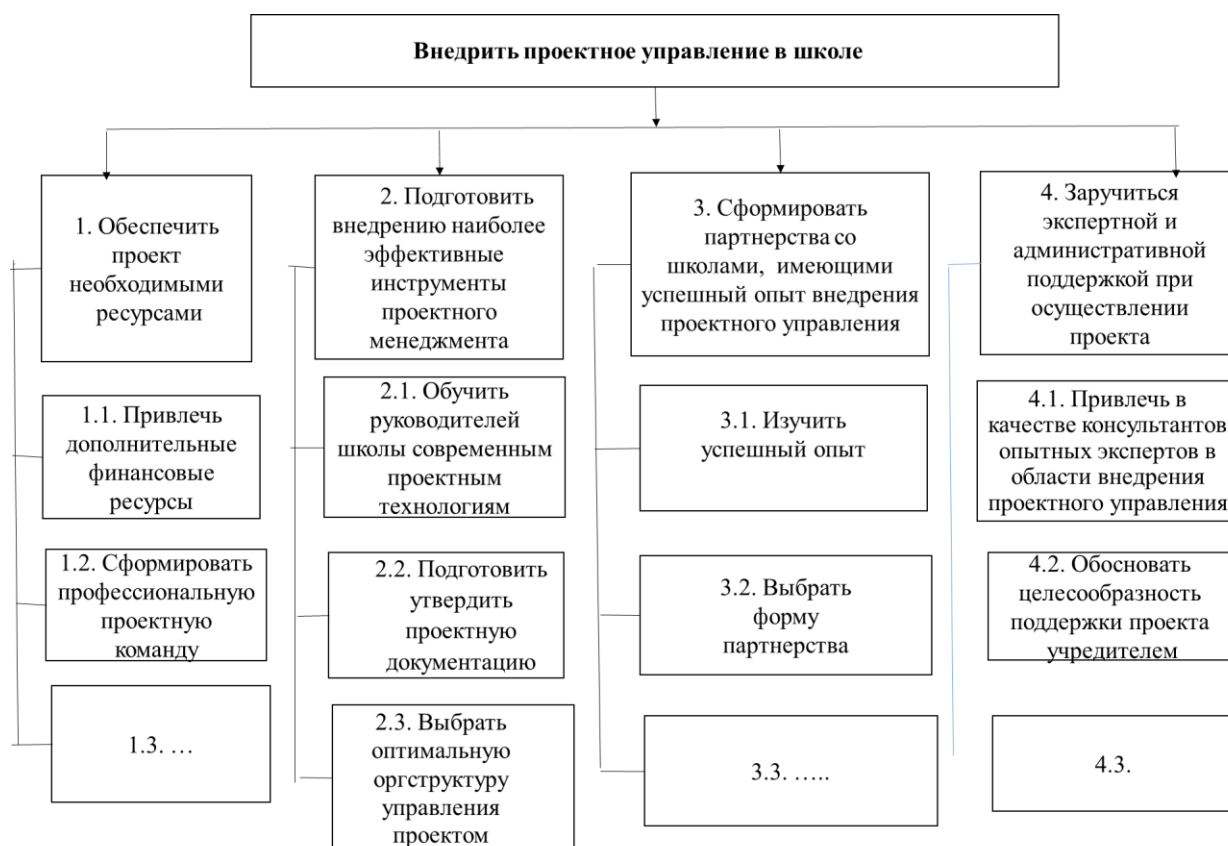 Внедрить проектное управление в школе
1. Обеспечить
проект
необходимыми
ресурсами
1.1. Привлечь
дополнительные
финансовые
ресурсы
1.2. Сформировать
профессиональную
проектную
команду
1.3. …
2. Подготовить
внедрению наиболее
эффективные
инструменты
проектного
менеджмента
2.1. Обучить
руководителей
школы современным
проектным
технологиям
2.2. Подготовить
утвердить
проектную
документацию
2.3. Выбрать
оптимальную
оргструктуру
управления
проектом
3. Сформировать
партнерства со
школами, имеющими
успешный опыт внедрения
проектного управления
3.1. Изучить
успешный опыт
3.2. Выбрать
форму
партнерства
3.3. …..
4. Заручиться
экспертной и
административной
поддержкой при
осуществлении
проекта
4.1. Привлечь в
качестве консультантов
опытных экспертов в
области внедрения
проектного управления
4.2. Обосновать
целесообразность
поддержки проекта
учредителем
4.3.